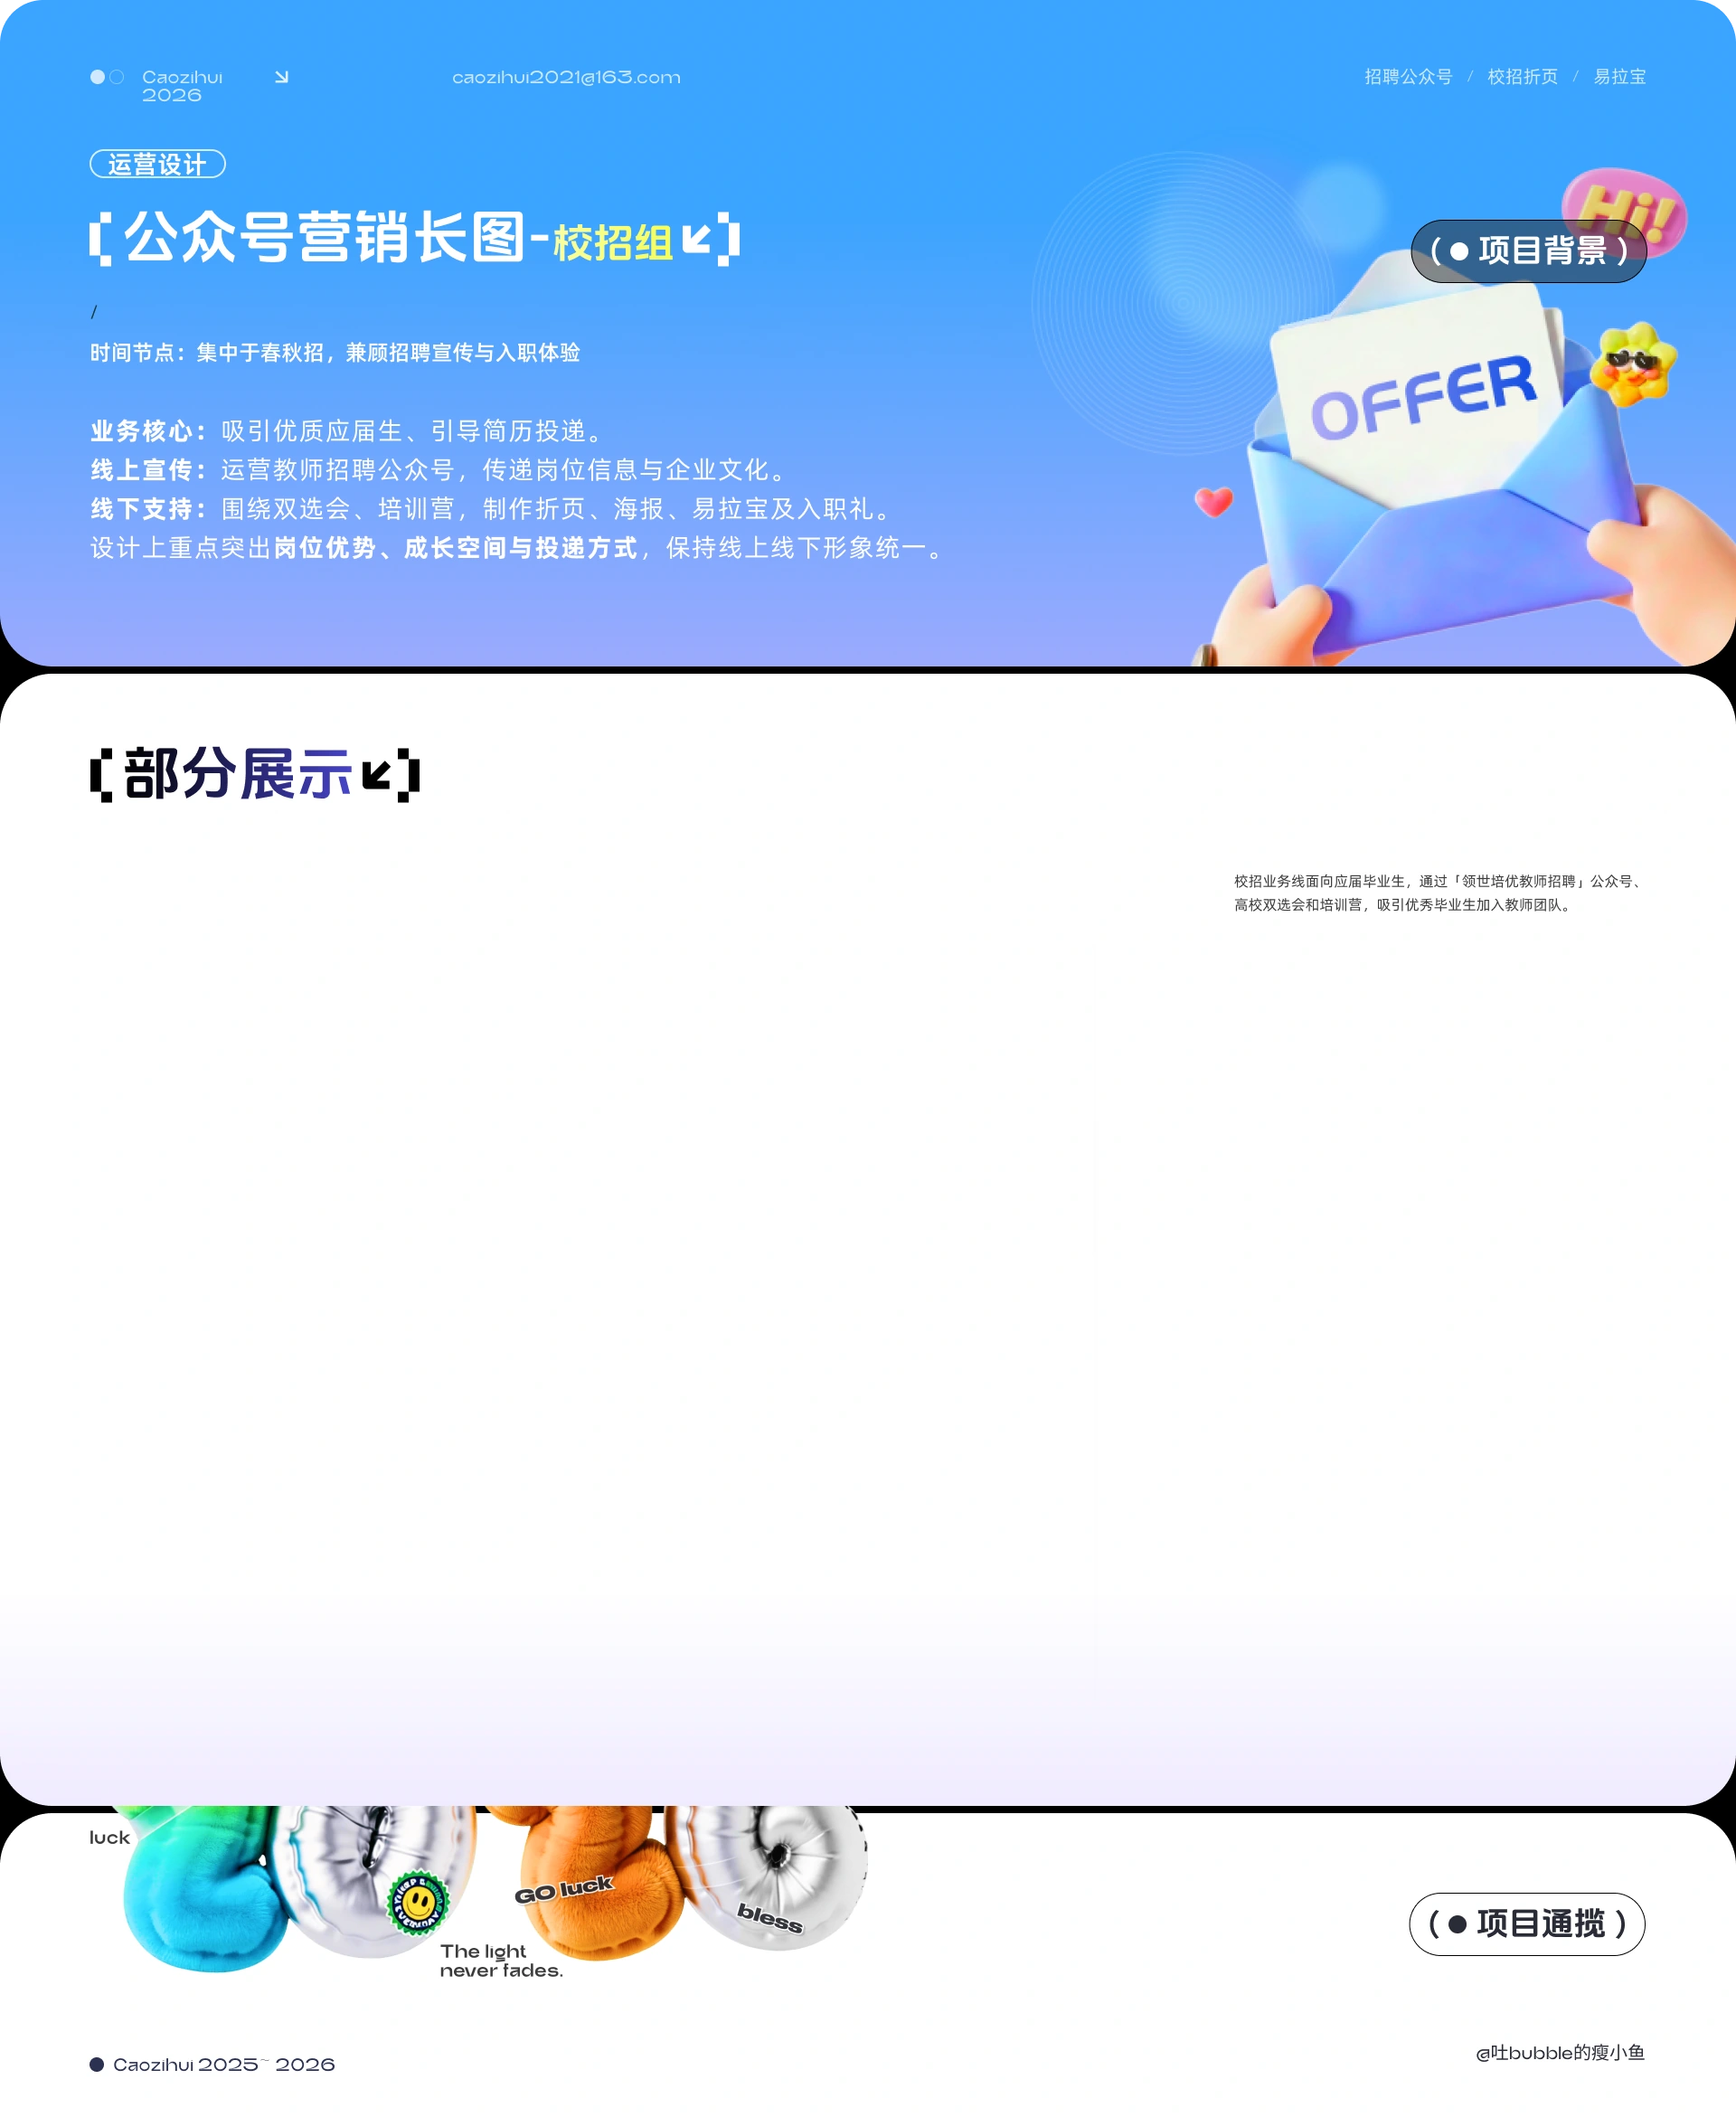 Caozihui
2026
caozihui2021@163.com
招聘公众号 / 校招折页 / 易拉宝
运营设计
公众号营销长图-校招组
Hi!
(● 项目背景 )
/
时间节点：集中于春秋招，兼顾招聘宣传与入职体验
OFFER
业务核心：吸引优质应届生、引导简历投递。
线上宣传：运营教师招聘公众号，传递岗位信息与企业文化。
线下支持：围绕双选会、培训营，制作折页、海报、易拉宝及入职礼。
设计上重点突出岗位优势、成长空间与投递方式，保持线上线下形象统一。
部分展示
校招业务线面向应届毕业生，通过「领世培优教师招聘」公众号、
高校双选会和培训营，吸引优秀毕业生加入教师团队。
luck
GO luck
bless
The light
never fades.
(● 项目通揽 )
Caozihui 2025~ 2026
@吐bubble的瘦小鱼